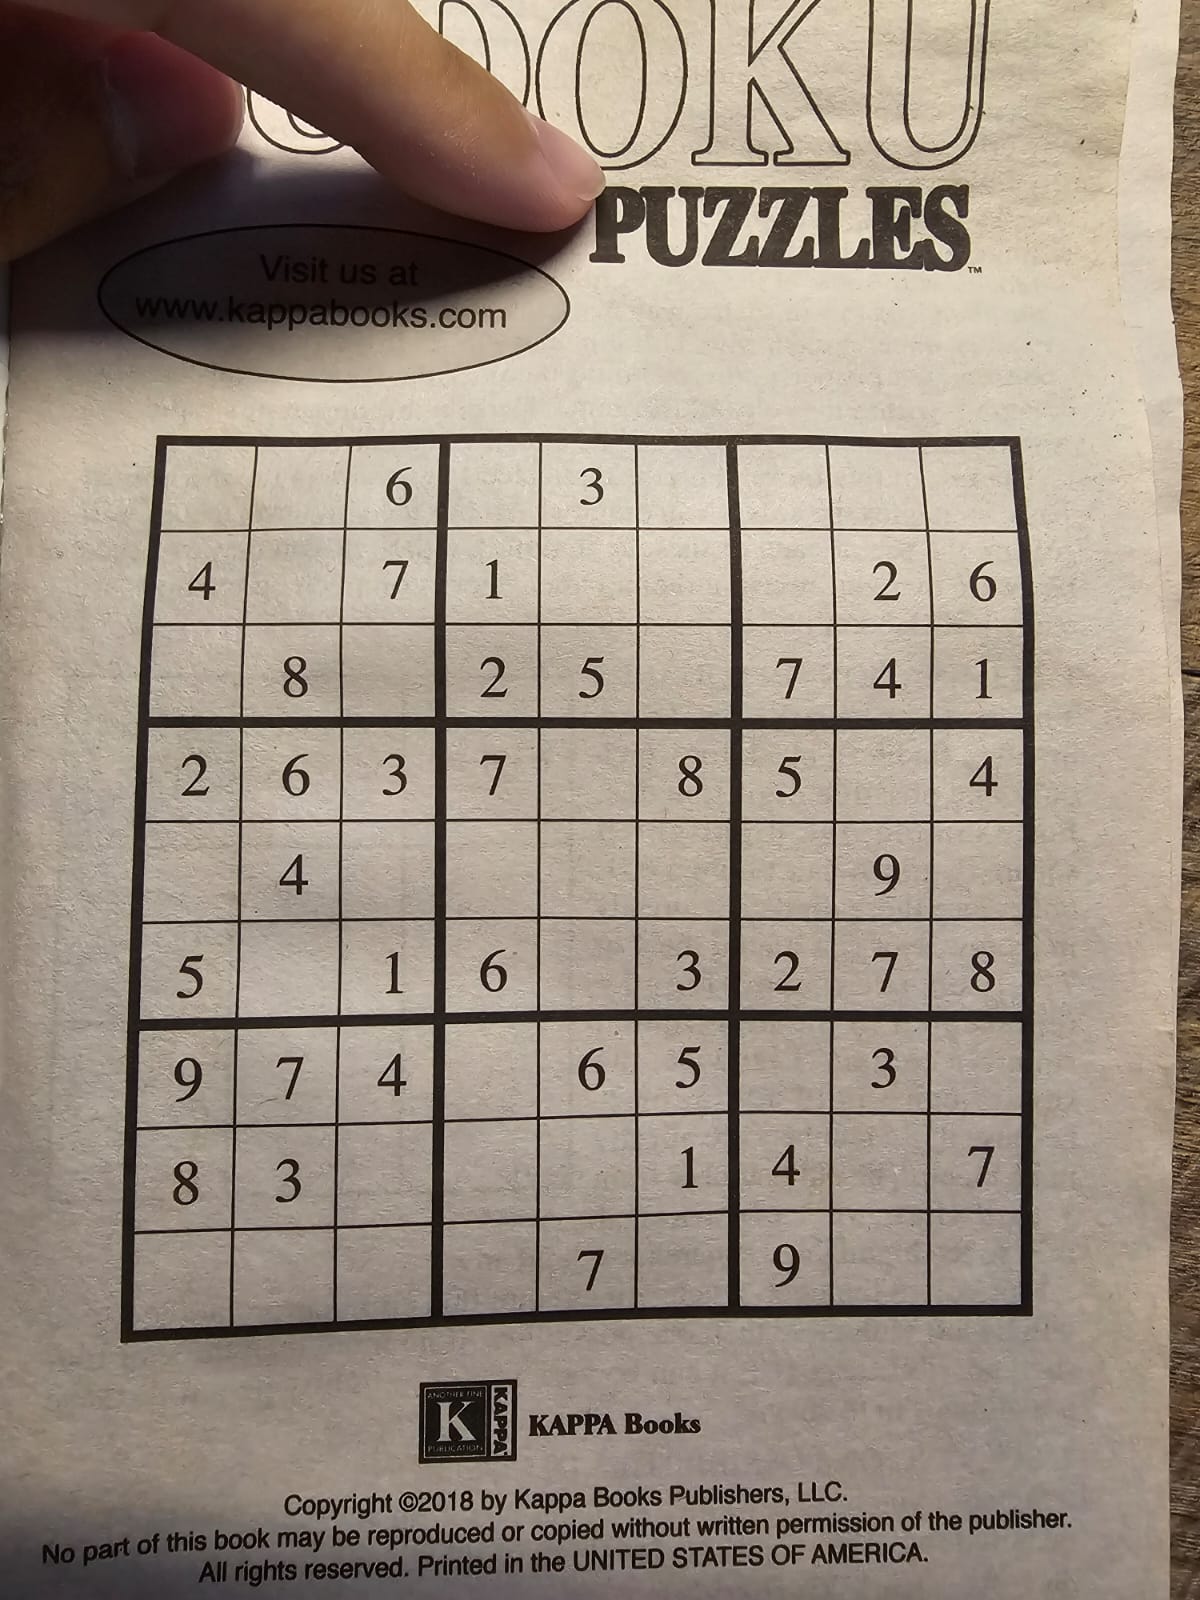 OKU
PUZZLES™
Visit us at
www.kappabooks.com
6 3
4 7 1 2 6
8 2 5 7 4 1
2 6 3 7 8 5 4
4 9
5 1 6 3 2 7 8
9 7 4 6 5 3
8 3 1 4 7
7 9
ANOTHER FINE
K
PUBLICATION
KAPPA
KAPPA Books
Copyright ©2018 by Kappa Books Publishers, LLC.
No part of this book may be reproduced or copied without written permission of the publisher.
All rights reserved. Printed in the UNITED STATES OF AMERICA.